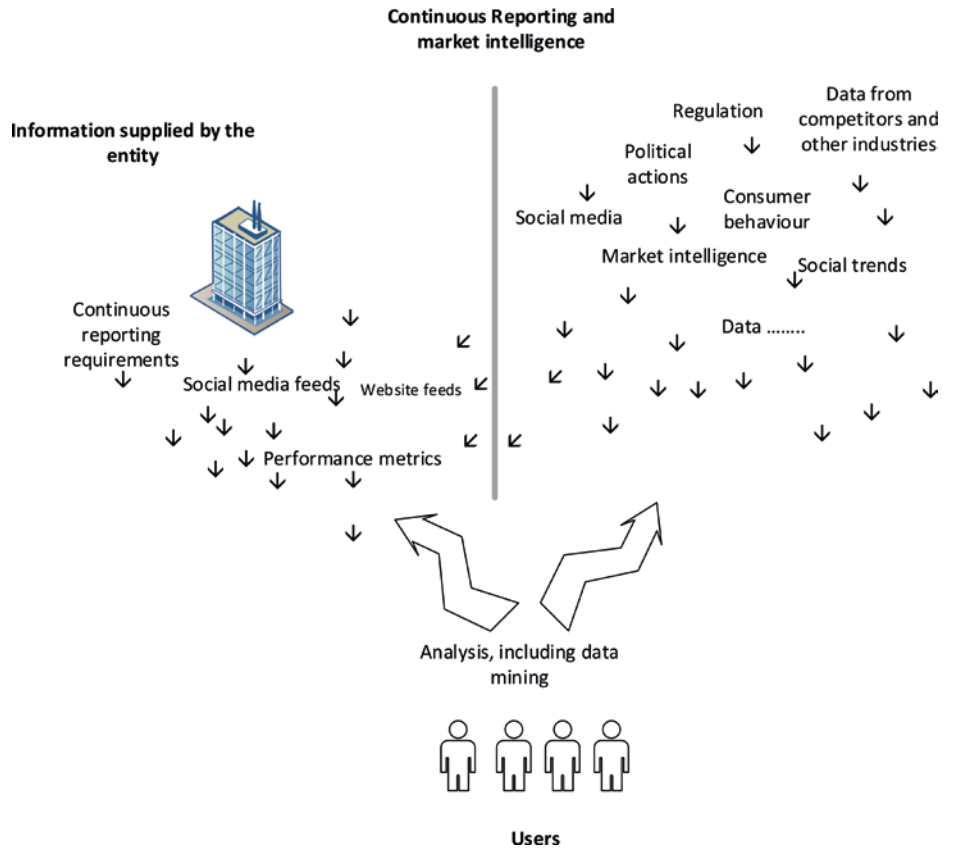 Continuous Reporting and
market intelligence
Information supplied by the
entity
Continuous
reporting
requirements
Social media feeds
Website feeds
Performance metrics
Regulation
Data from
competitors and
other industries
Political
actions
Social media
Consumer
behaviour
Market intelligence
Social trends
Data ........
Analysis, including data
mining
Users